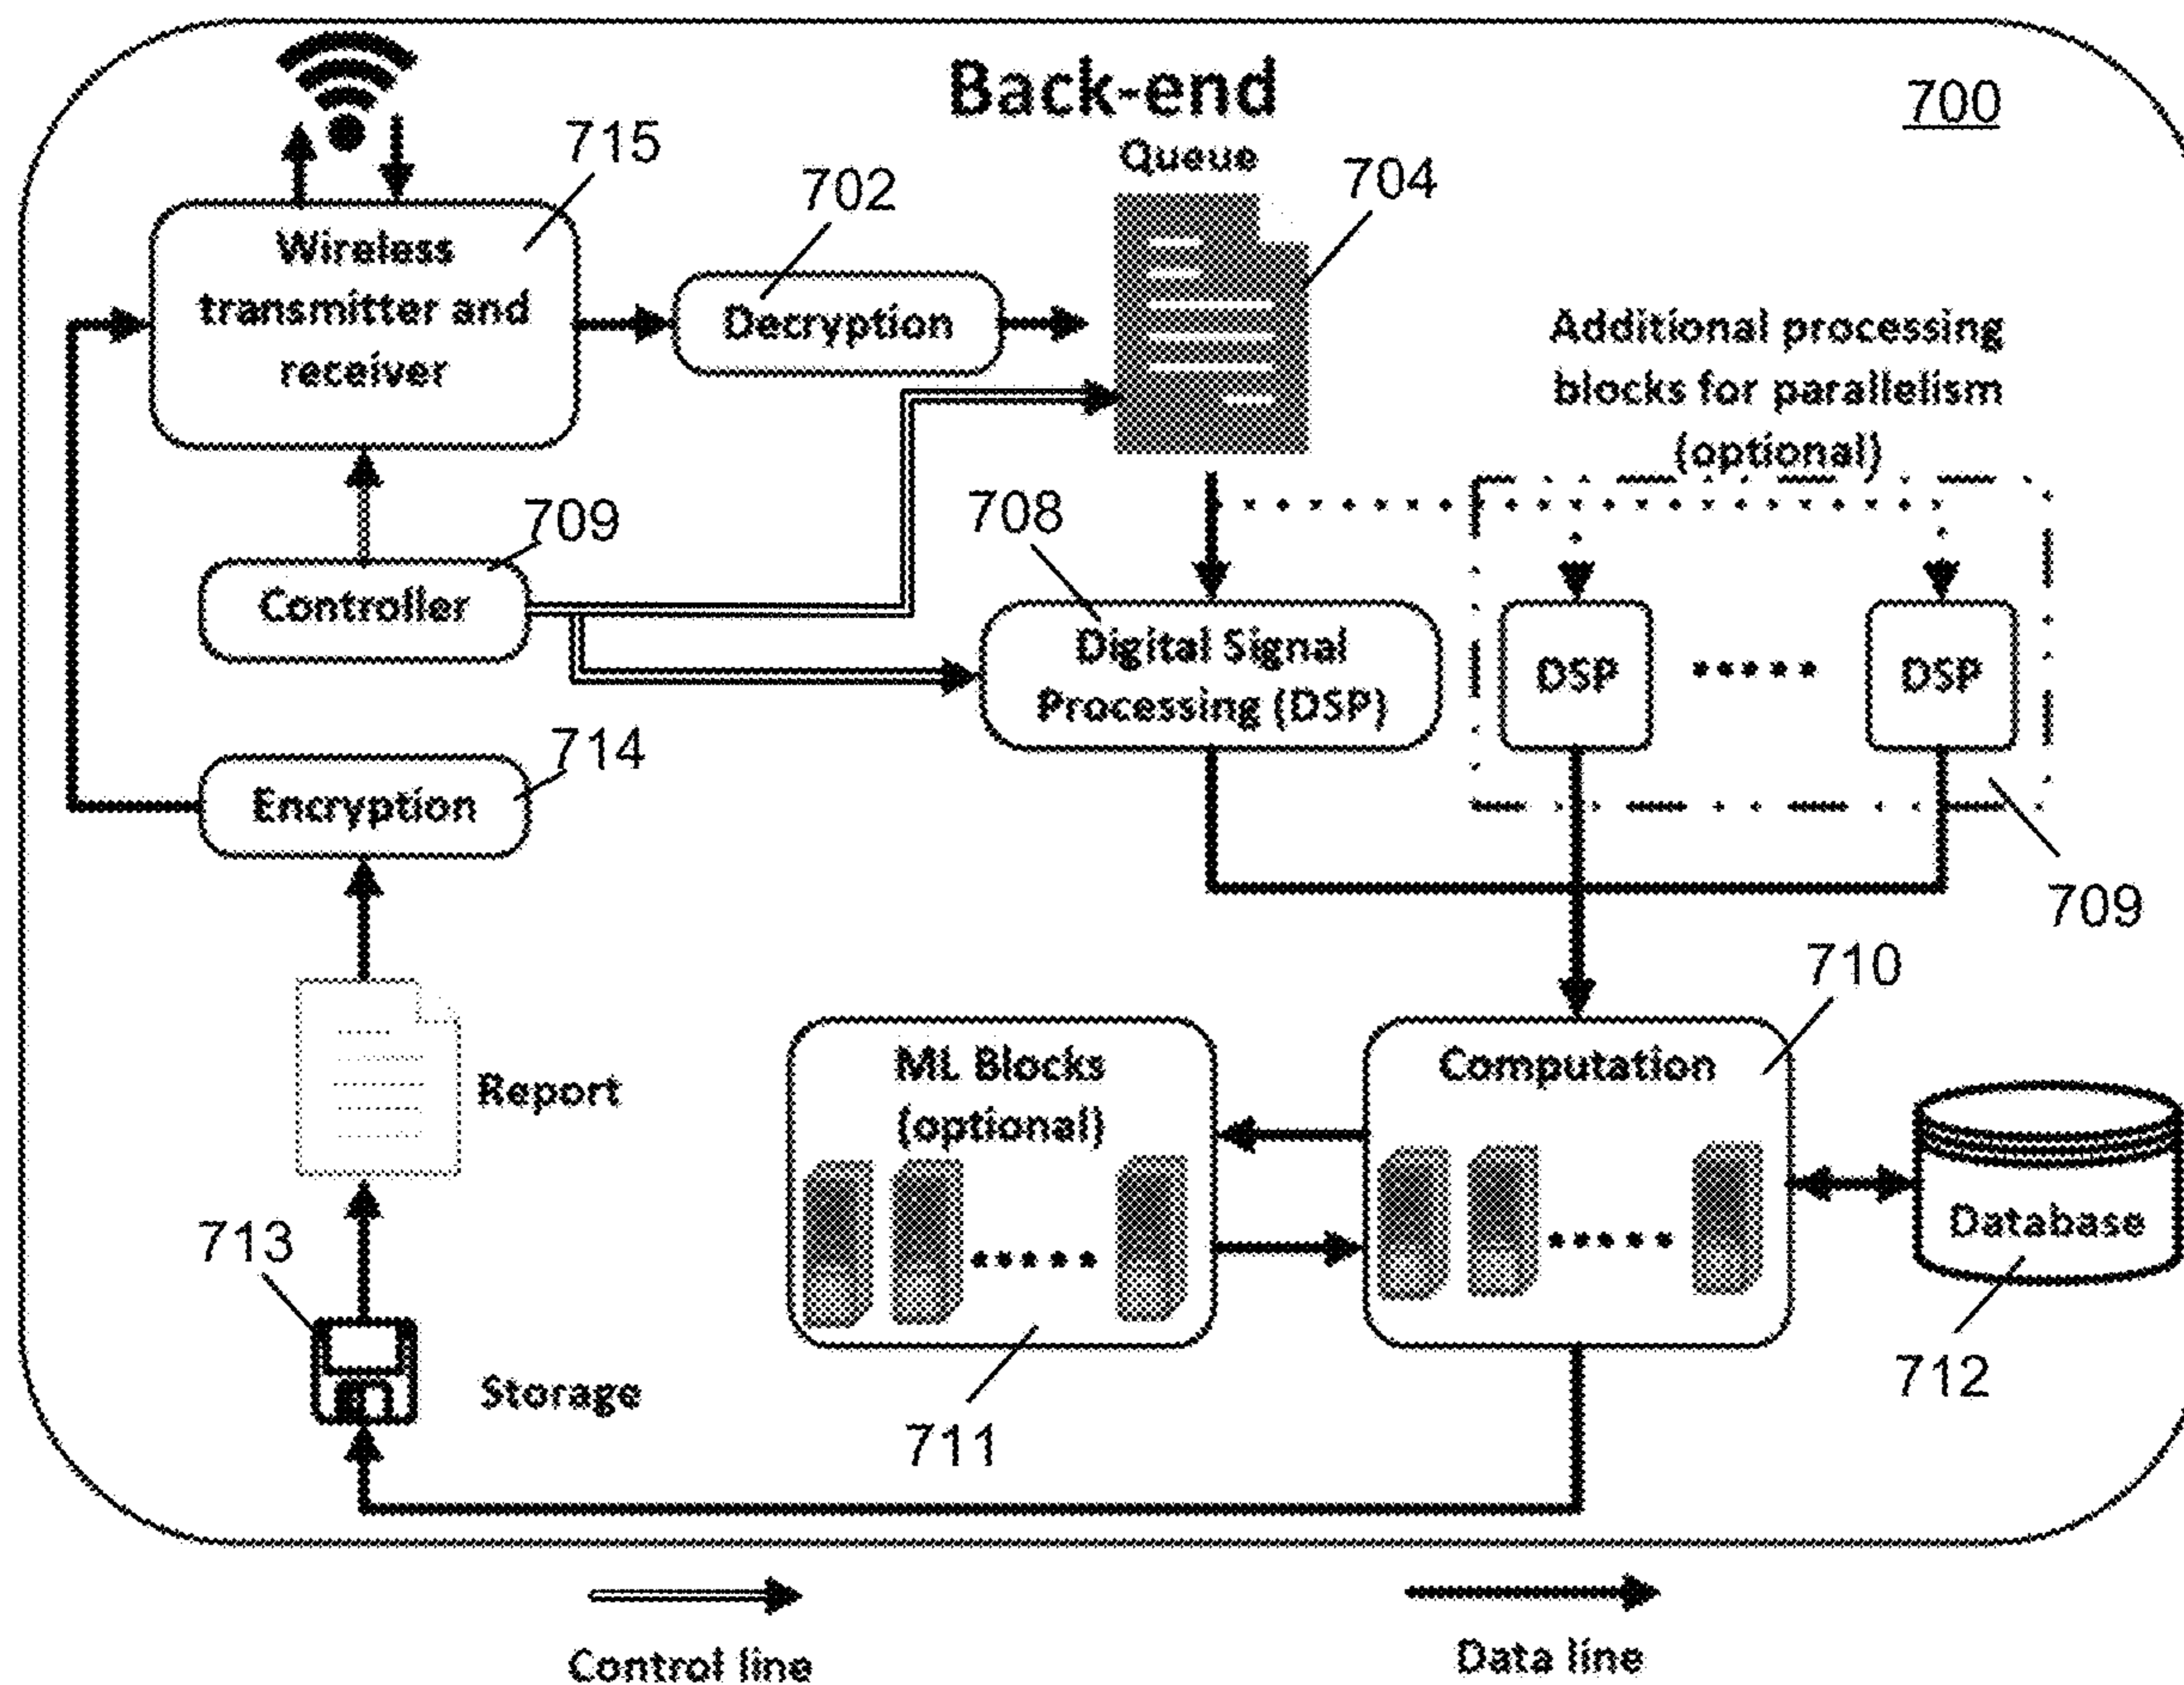 Back-end
700
Queue
715
702
704
Wireless
transmitter and
receiver
Decryption
Additional processing
blocks for parallelism
(optional)
709
708
Controller
Digital Signal
Processing (DSP)
DSP
DSP
714
Encryption
709
710
ML Blocks
(optional)
Computation
Report
Database
713
712
Storage
711
Control line
Data line